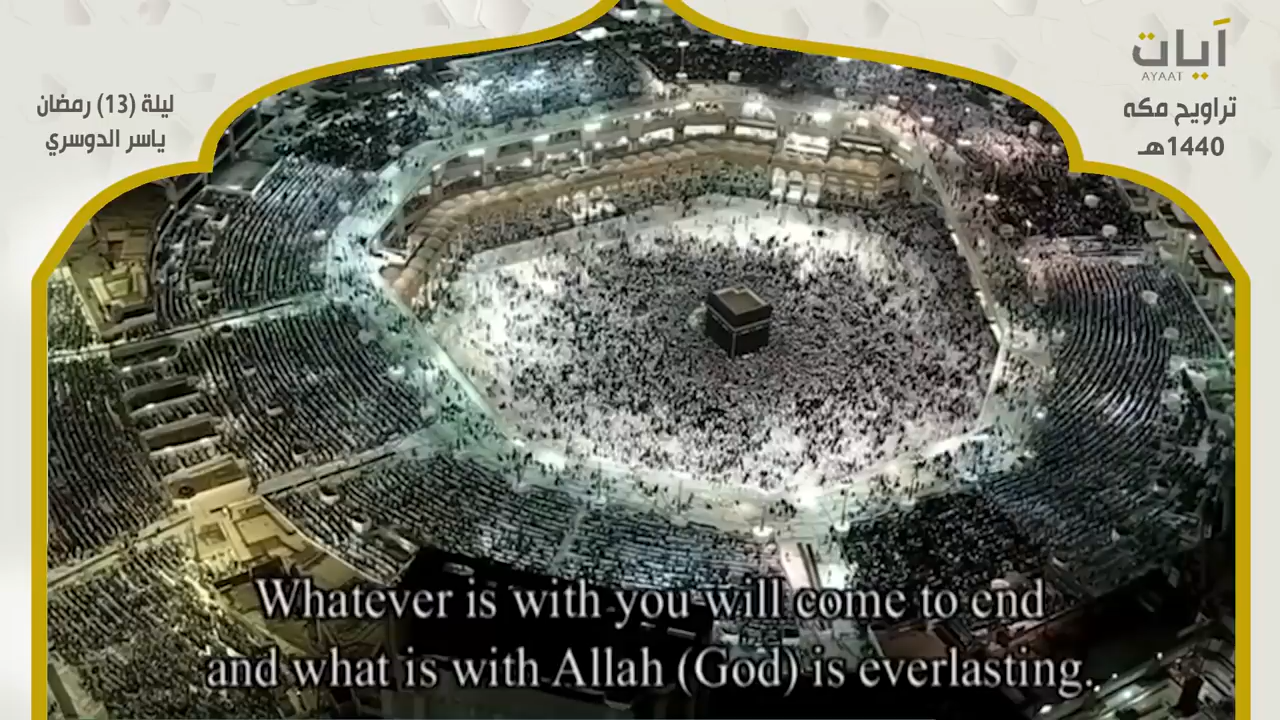 آيات
AYAAT
تراويح مكه
1440هـ
ليلة (13) رمضان
ياسر الدوسري
Whatever is with you will come to end
and what is with Allah (God) is everlasting.